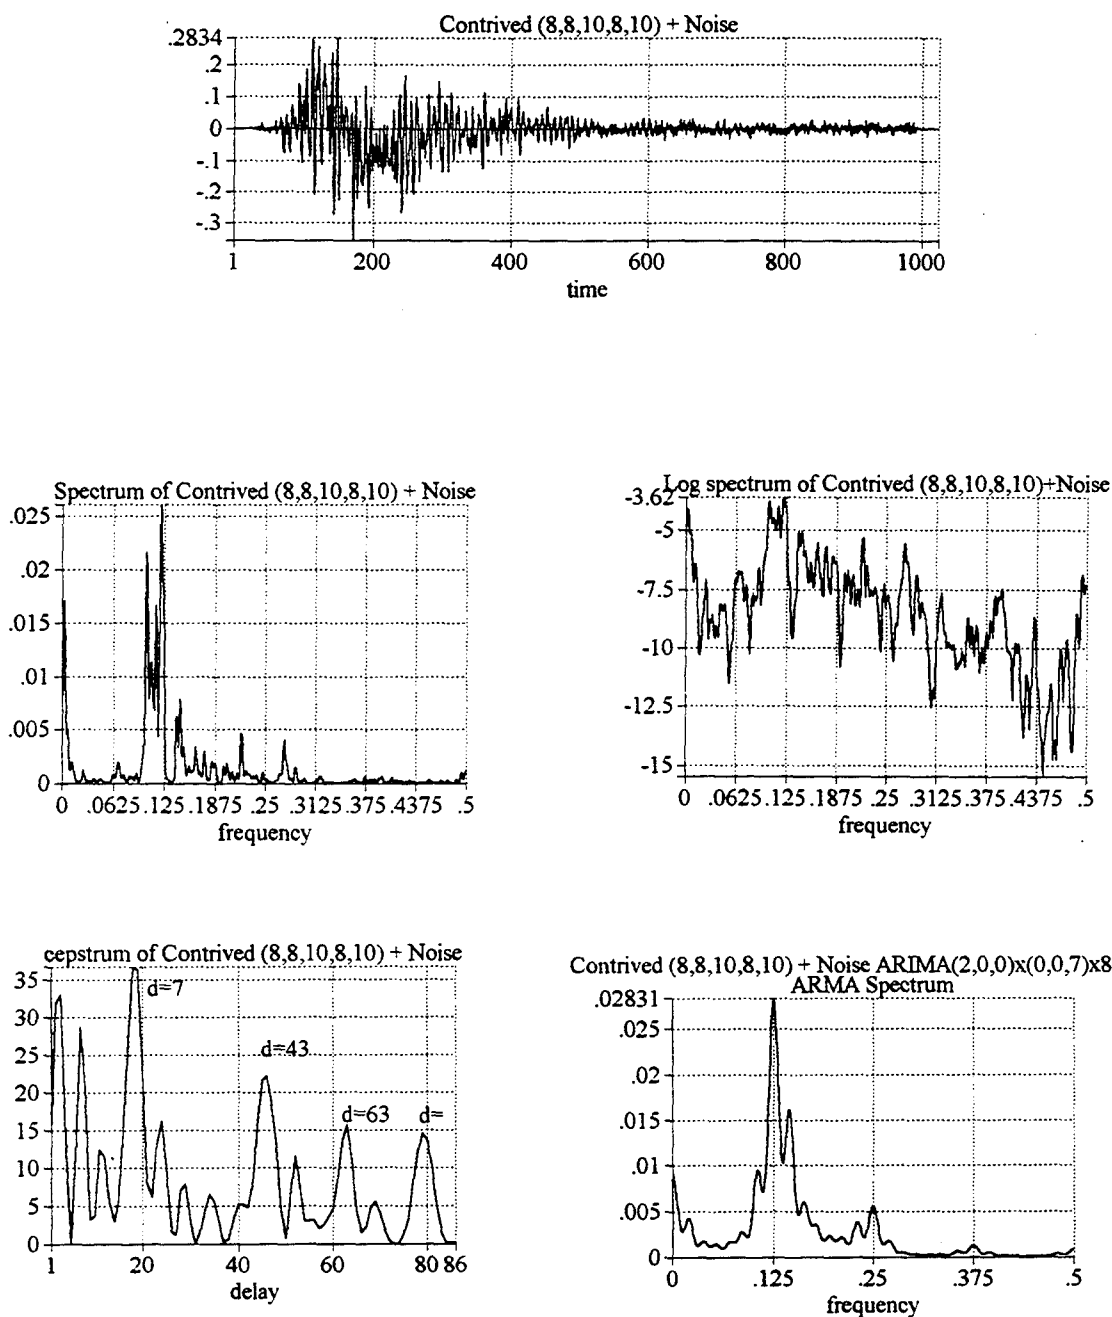 Contrived (8,8,10,8,10) + Noise
.2834
.2
.1
0
-.1
-.2
-.3
1 200 400 600 800 1000
time
Spectrum of Contrived (8,8,10,8,10) + Noise
.025
.02
.015
.01
.005
0
0 .0625 .125 .1875 .25 .3125 .375 .4375 .5
frequency
Log spectrum of Contrived (8,8,10,8,10)+Noise
-3.62
-5
-7.5
-10
-12.5
-15
0 .0625 .125 .1875 .25 .3125 .375 .4375 .5
frequency
cepstrum of Contrived (8,8,10,8,10) + Noise
35
30
25
20
15
10
5
0
d=7
d=43
d=63
d=
1 20 40 60 80 86
delay
Contrived (8,8,10,8,10) + Noise ARIMA(2,0,0)x(0,0,7)x8
ARMA Spectrum
.02831
.025
.02
.015
.01
.005
0
0 .125 .25 .375 .5
frequency